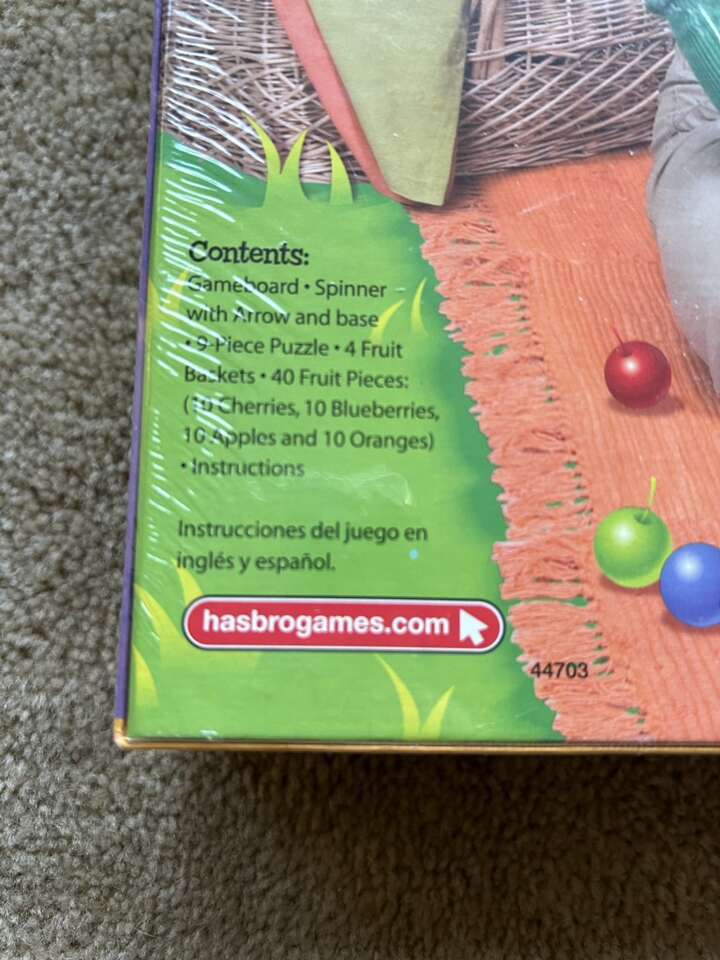 Contents:
Gameboard • Spinner
with Arrow and base
• 9-Piece Puzzle • 4 Fruit
Baskets • 40 Fruit Pieces:
(10 Cherries, 10 Blueberries,
10 Apples and 10 Oranges)
• Instructions
Instrucciones del juego en
inglés y español.
hasbrogames.com
44703